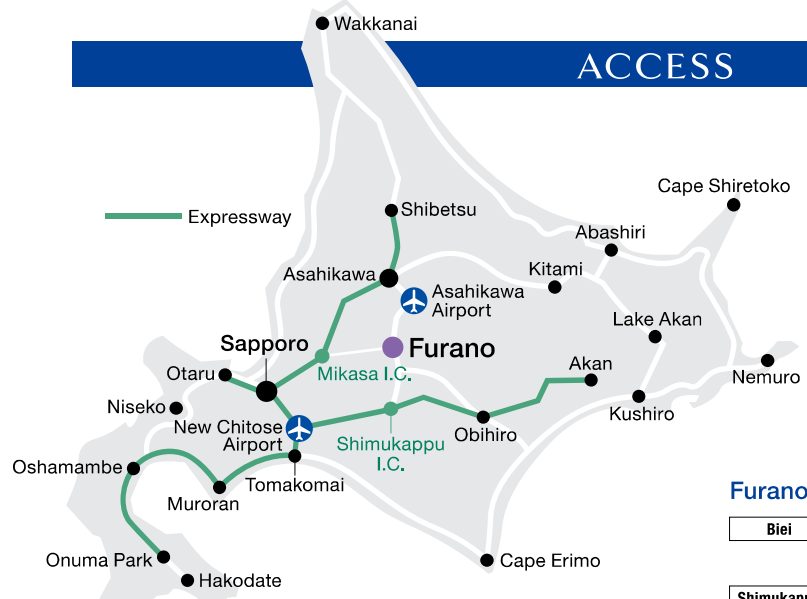 Wakkanai
ACCESS
Cape Shiretoko
Expressway
Shibetsu
Abashiri
Asahikawa
Kitami
Asahikawa
Airport
Lake Akan
Sapporo
Furano
Otaru
Mikasa I.C.
Akan
Nemuro
Niseko
New Chitose
Airport
Kushiro
Obihiro
Shimukappu
I.C.
Oshamambe
Tomakomai
Muroran
Furano
Biei
Onuma Park
Cape Erimo
Hakodate